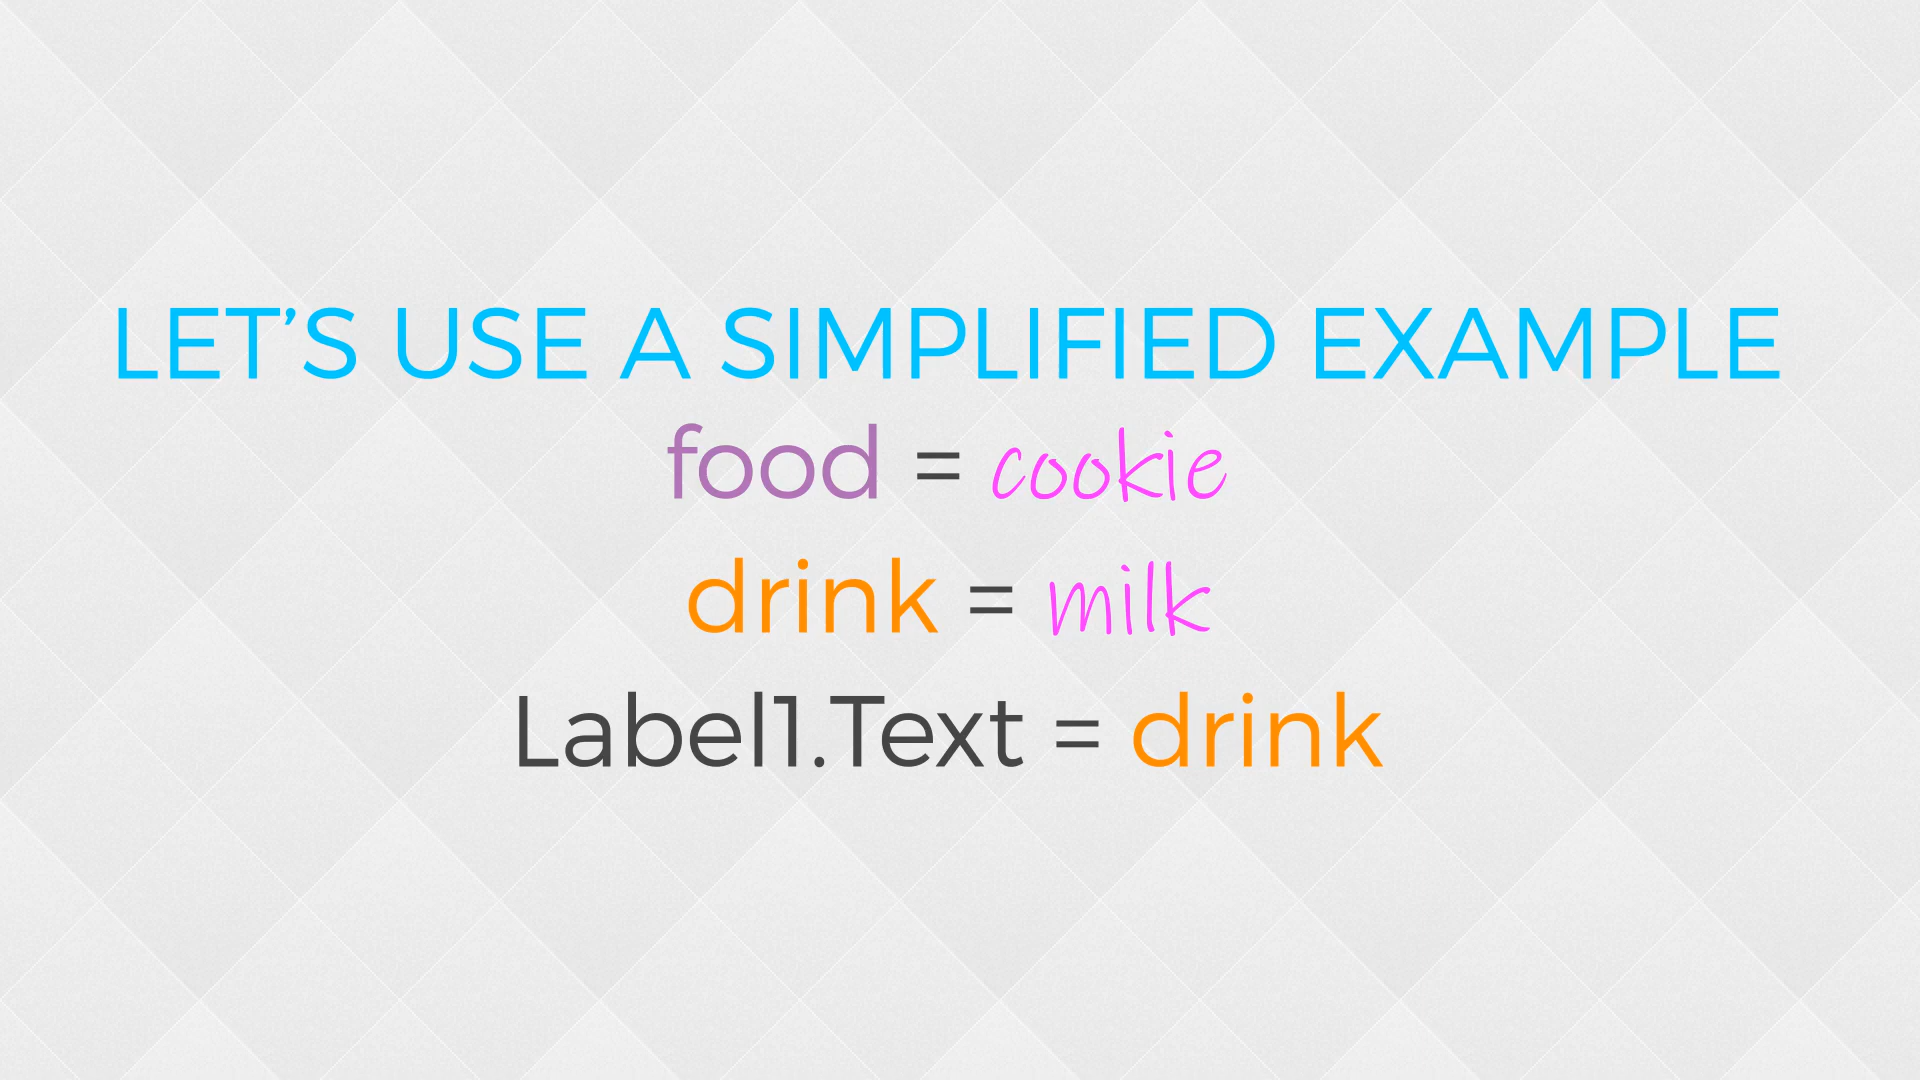 LET’S USE A SIMPLIFIED EXAMPLE
food = cookie
drink = milk
Label1.Text = drink